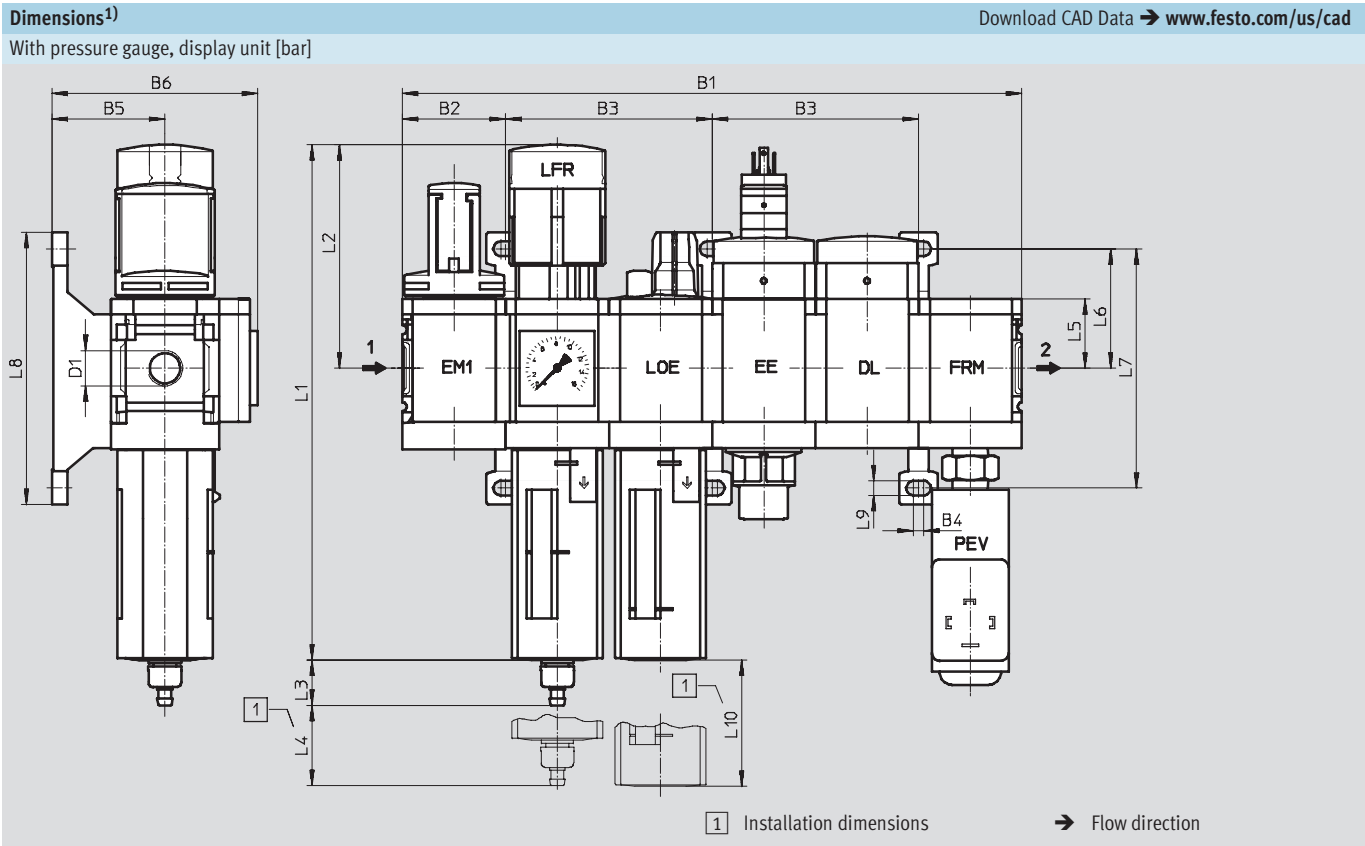 Dimensions1) Download CAD Data ➔ www.festo.com/us/cad
With pressure gauge, display unit [bar]
B6 B1
B5 B2 B3 B3
LFR
L2
L8
D1
L1
L5
L6
L7
1 EM1 LOE EE DL FRM 2
L9
B4
PEV
L3
1
L4
1
L10
1 Installation dimensions ➔ Flow direction